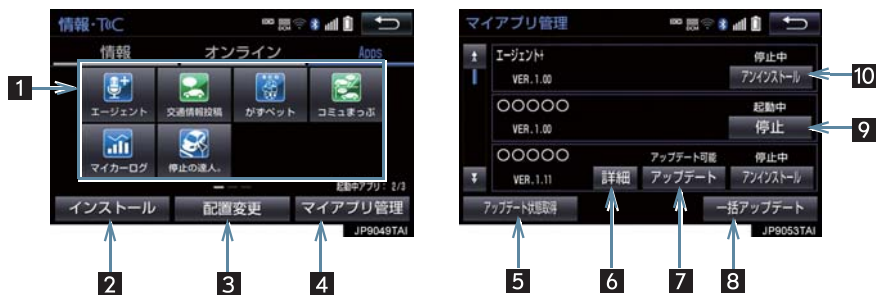 情報・T@C
情報 オンライン Apps
1
エージェント 交通情報投稿 がずペット コミュまっぷ
マイカーログ 停止の達人。
起動中アプリ: 2/3
インストール 配置変更 マイアプリ管理
JP9049TAI
2 3 4
マイアプリ管理
エージェント+ 停止中
VER.1.00 アンインストール 10
○○○○○ 起動中
VER.1.00 停止 9
○○○○○ アップデート可能 停止中
VER.1.11 詳細 アップデート アンインストール
アップデート状態取得 一括アップデート
JP9053TAI
5 6 7 8